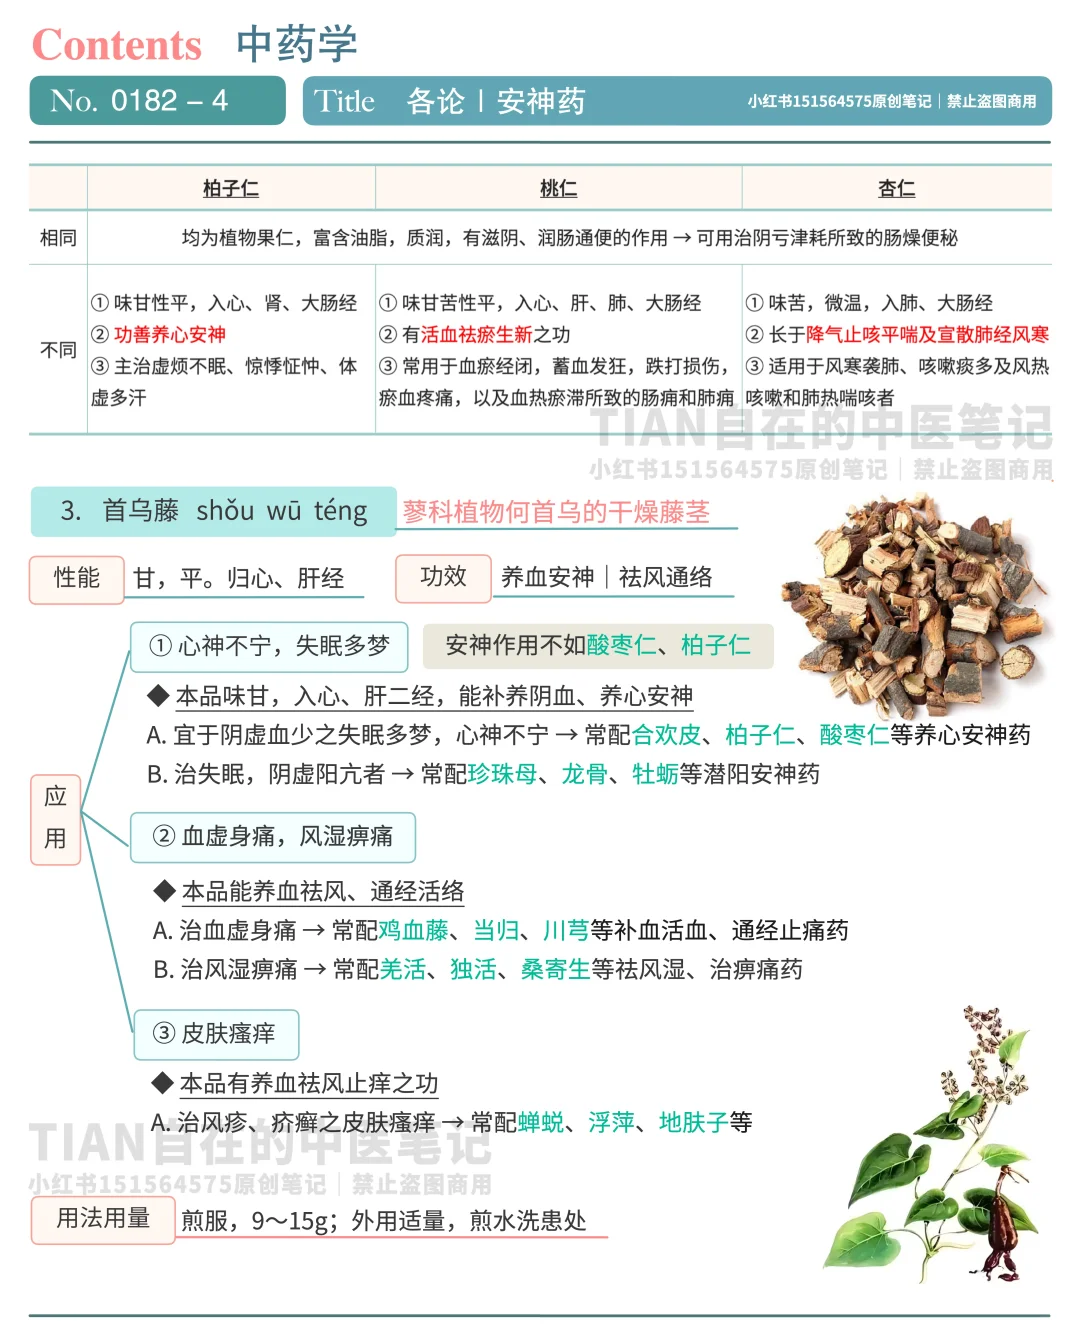 Contents 中药学
No. 0182 – 4
Title 各论丨安神药
小红书151564575原创笔记｜禁止盗图商用
柏子仁 桃仁 杏仁
相同
均为植物果仁，富含油脂，质润，有滋阴、润肠通便的作用 → 可用治阴亏津耗所致的肠燥便秘
不同
① 味甘性平，入心、肾、大肠经
② 功善养心安神
③ 主治虚烦不眠、惊悸怔忡、体
虚多汗
① 味甘苦性平，入心、肝、肺、大肠经
② 有活血祛瘀生新之功
③ 常用于血瘀经闭，蓄血发狂，跌打损伤，
瘀血疼痛，以及血热瘀滞所致的肠痈和肺痈
① 味苦，微温，入肺、大肠经
② 长于降气止咳平喘及宣散肺经风寒
③ 适用于风寒袭肺、咳嗽痰多及风热
咳嗽和肺热喘咳者
TIAN自在的中医笔记
小红书151564575原创笔记｜禁止盗图商用
3. 首乌藤 shǒu wū téng 蓼科植物何首乌的干燥藤茎
性能 甘，平。归心、肝经
功效 养血安神｜祛风通络
应用
① 心神不宁，失眠多梦
安神作用不如酸枣仁、柏子仁
◆ 本品味甘，入心、肝二经，能补养阴血、养心安神
A. 宜于阴虚血少之失眠多梦，心神不宁 → 常配合欢皮、柏子仁、酸枣仁等养心安神药
B. 治失眠，阴虚阳亢者 → 常配珍珠母、龙骨、牡蛎等潜阳安神药
② 血虚身痛，风湿痹痛
◆ 本品能养血祛风、通经活络
A. 治血虚身痛 → 常配鸡血藤、当归、川芎等补血活血、通经止痛药
B. 治风湿痹痛 → 常配羌活、独活、桑寄生等祛风湿、治痹痛药
③ 皮肤瘙痒
◆ 本品有养血祛风止痒之功
A. 治风疹、疥癣之皮肤瘙痒 → 常配蝉蜕、浮萍、地肤子等
TIAN自在的中医笔记
小红书151564575原创笔记｜禁止盗图商用
用法用量 煎服，9～15g；外用适量，煎水洗患处